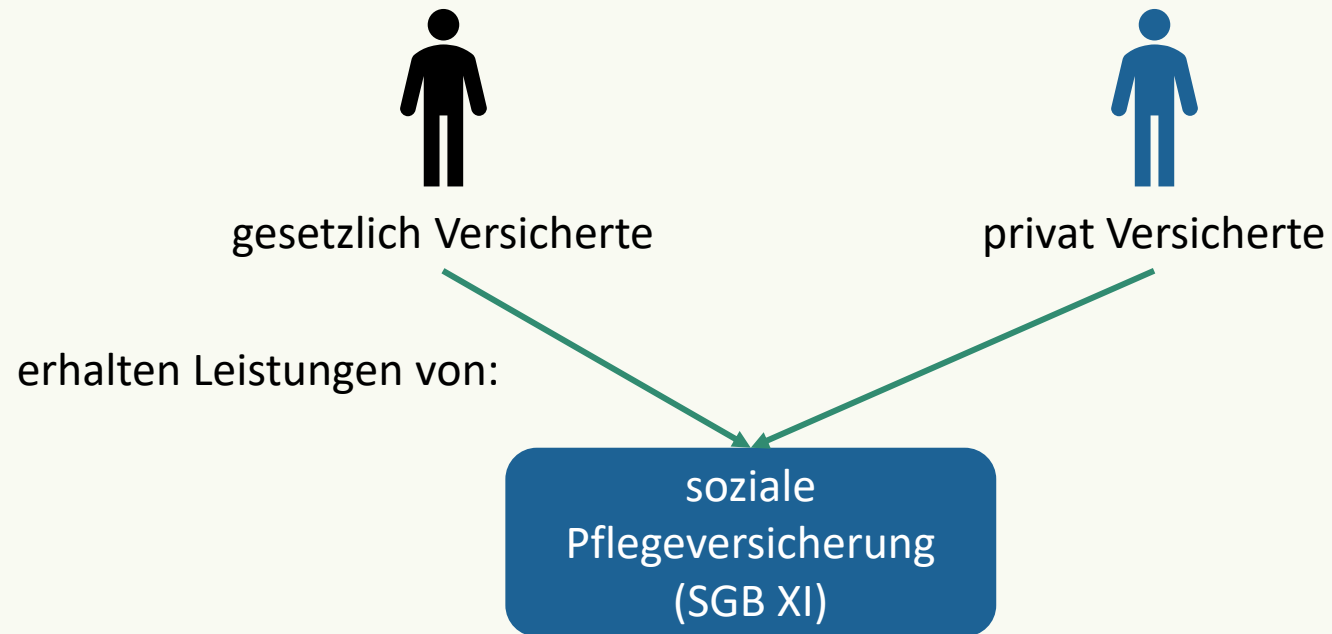 gesetzlich Versicherte
privat Versicherte
erhalten Leistungen von:
soziale
Pflegeversicherung
(SGB XI)